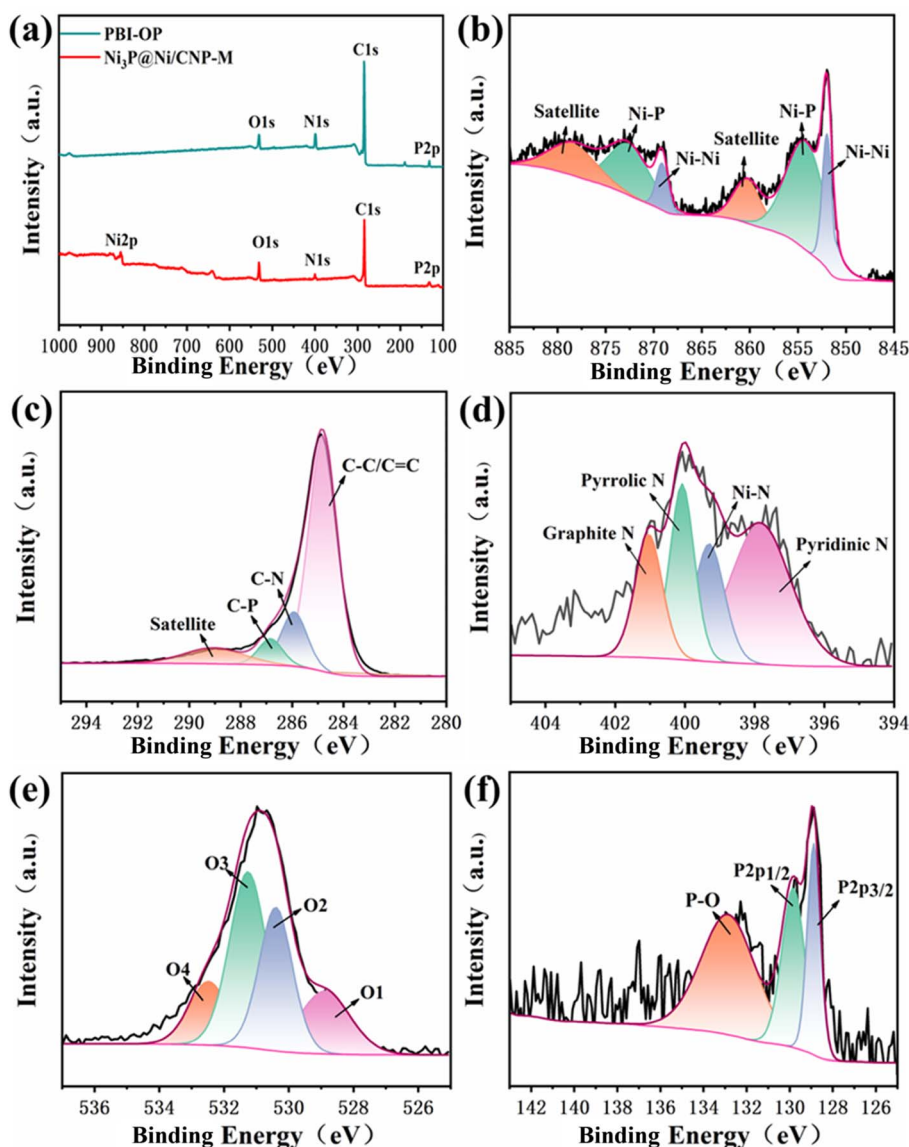 (a)
PBI-OP
Ni₃P@Ni/CNP-M
C1s
O1s
N1s
P2p
Ni2p
O1s
N1s
C1s
P2p
Intensity (a.u.)
1000 900 800 700 600 500 400 300 200 100
Binding Energy (eV)
(b)
Satellite
Ni-P
Ni-Ni
Satellite
Ni-P
Ni-Ni
Intensity (a.u.)
885 880 875 870 865 860 855 850 845
Binding Energy (eV)
(c)
C-C/C=C
C-N
C-P
Satellite
Intensity (a.u.)
294 292 290 288 286 284 282 280
Binding Energy (eV)
(d)
Pyrrolic N
Ni-N
Graphite N
Pyridinic N
Intensity (a.u.)
404 402 400 398 396 394
Binding Energy (eV)
(e)
O3
O2
O4
O1
Intensity (a.u.)
536 534 532 530 528 526
Binding Energy (eV)
(f)
P2p1/2
P-O
P2p3/2
Intensity (a.u.)
142 140 138 136 134 132 130 128 126
Binding Energy (eV)